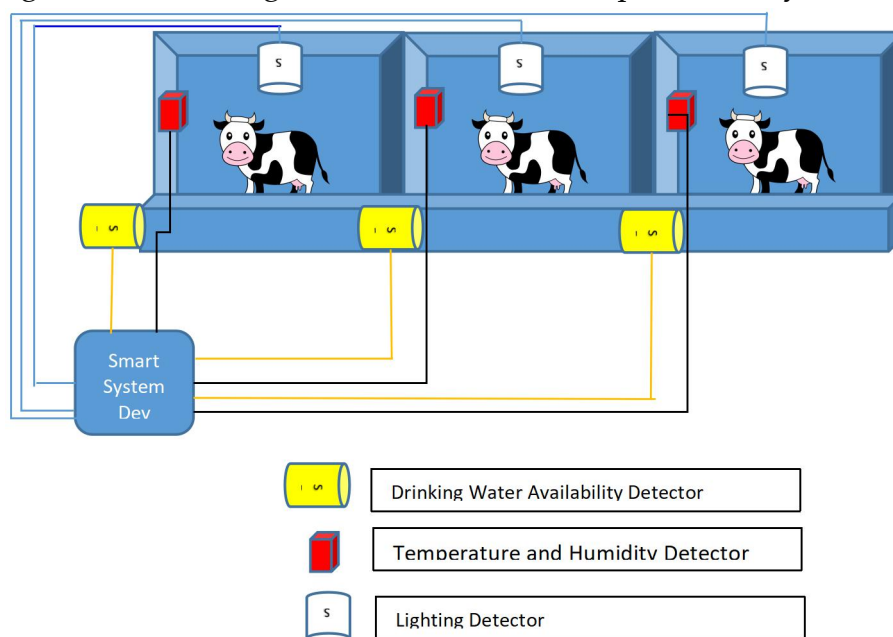 s
s
s
s
s
s
Smart
System
Dev
s
Drinking Water Availability Detector
Temperature and Humidity Detector
s
Lighting Detector